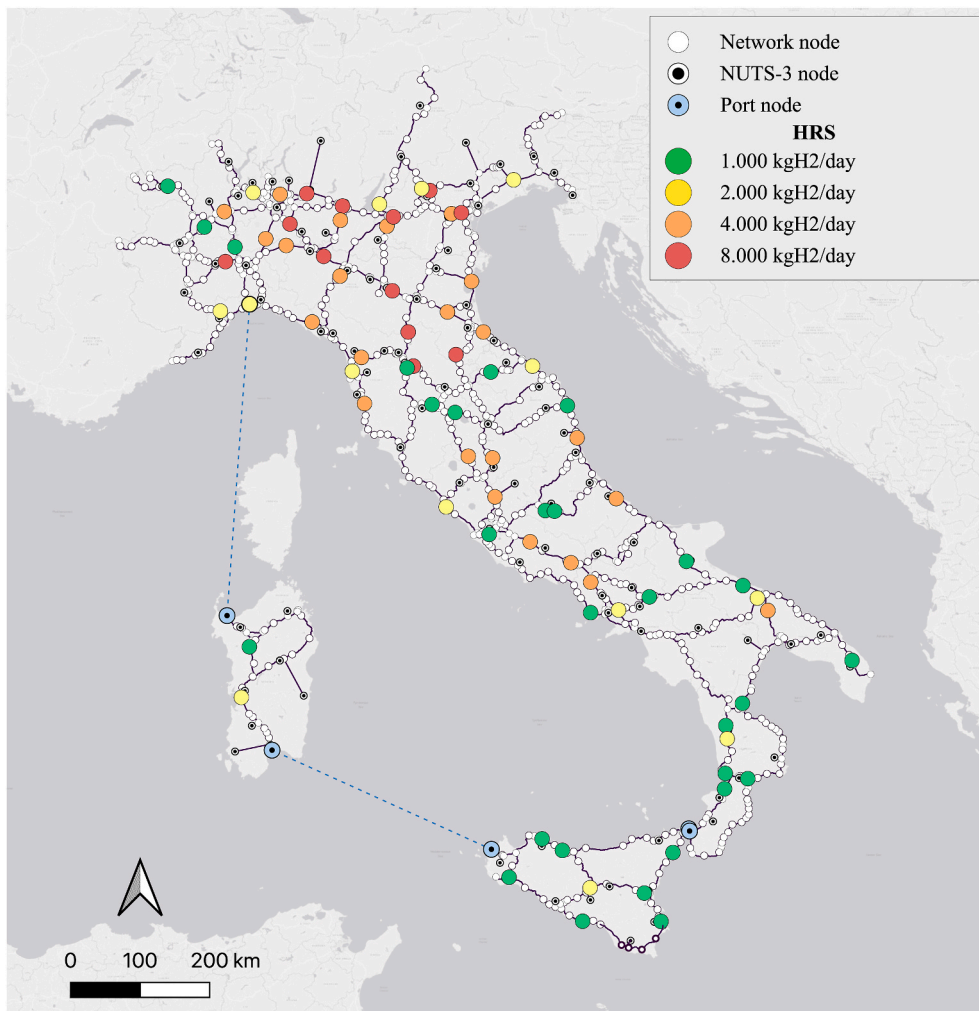 Network node
NUTS-3 node
Port node
HRS
1.000 kgH2/day
2.000 kgH2/day
4.000 kgH2/day
8.000 kgH2/day
0 100 200 km